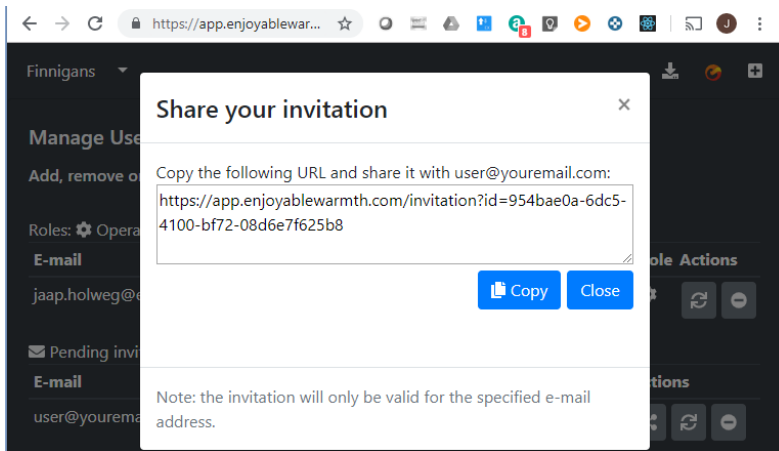 https://app.enjoyablewar...
8
J
Finnigans
Share your invitation
×
Manage Use
Add, remove o
Copy the following URL and share it with user@youremail.com:
https://app.enjoyablewarmth.com/invitation?id=954bae0a-6dc5-
4100-bf72-08d6e7f625b8
Roles: Opera
E-mail
ole Actions
Copy Close
jaap.holweg@e
Pending invi
E-mail
tions
Note: the invitation will only be valid for the specified e-mail
address.
user@yourema